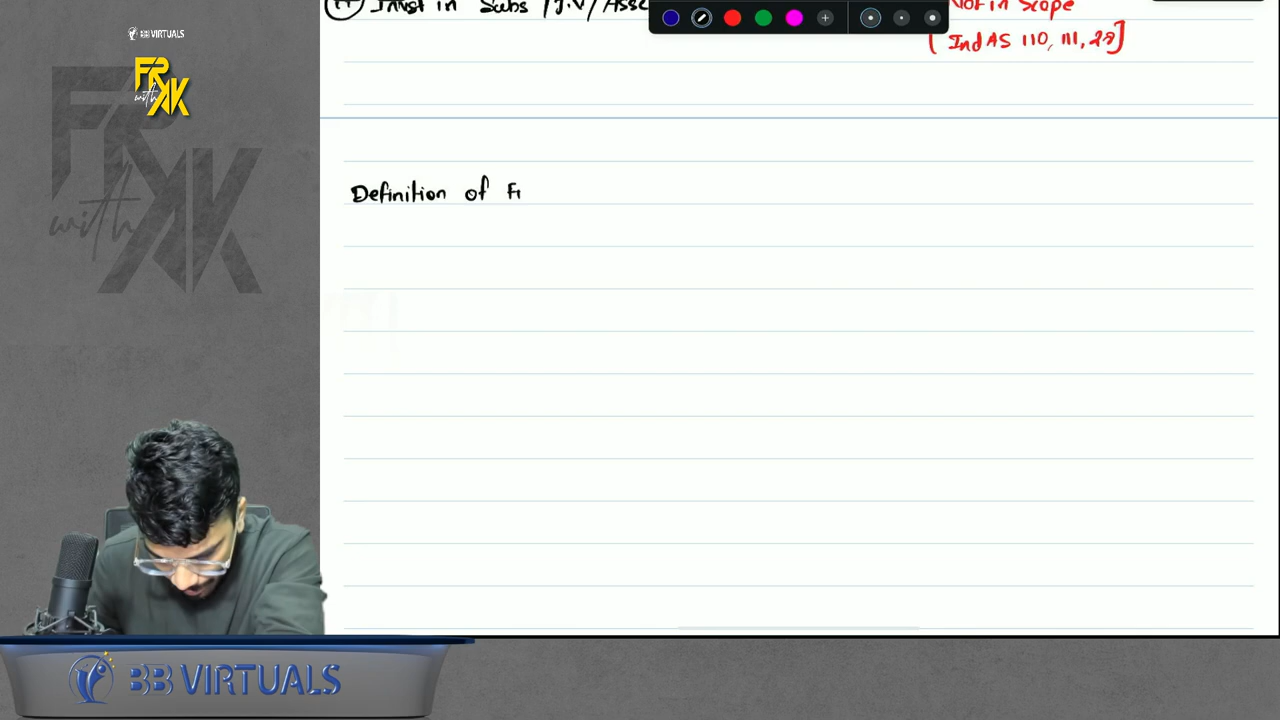 Invst in Subs / J.V / Asso
Not in Scope
[Ind AS 110, 111, 28]
BB VIRTUALS
FR
with
AK
Definition of Fi
BB VIRTUALS